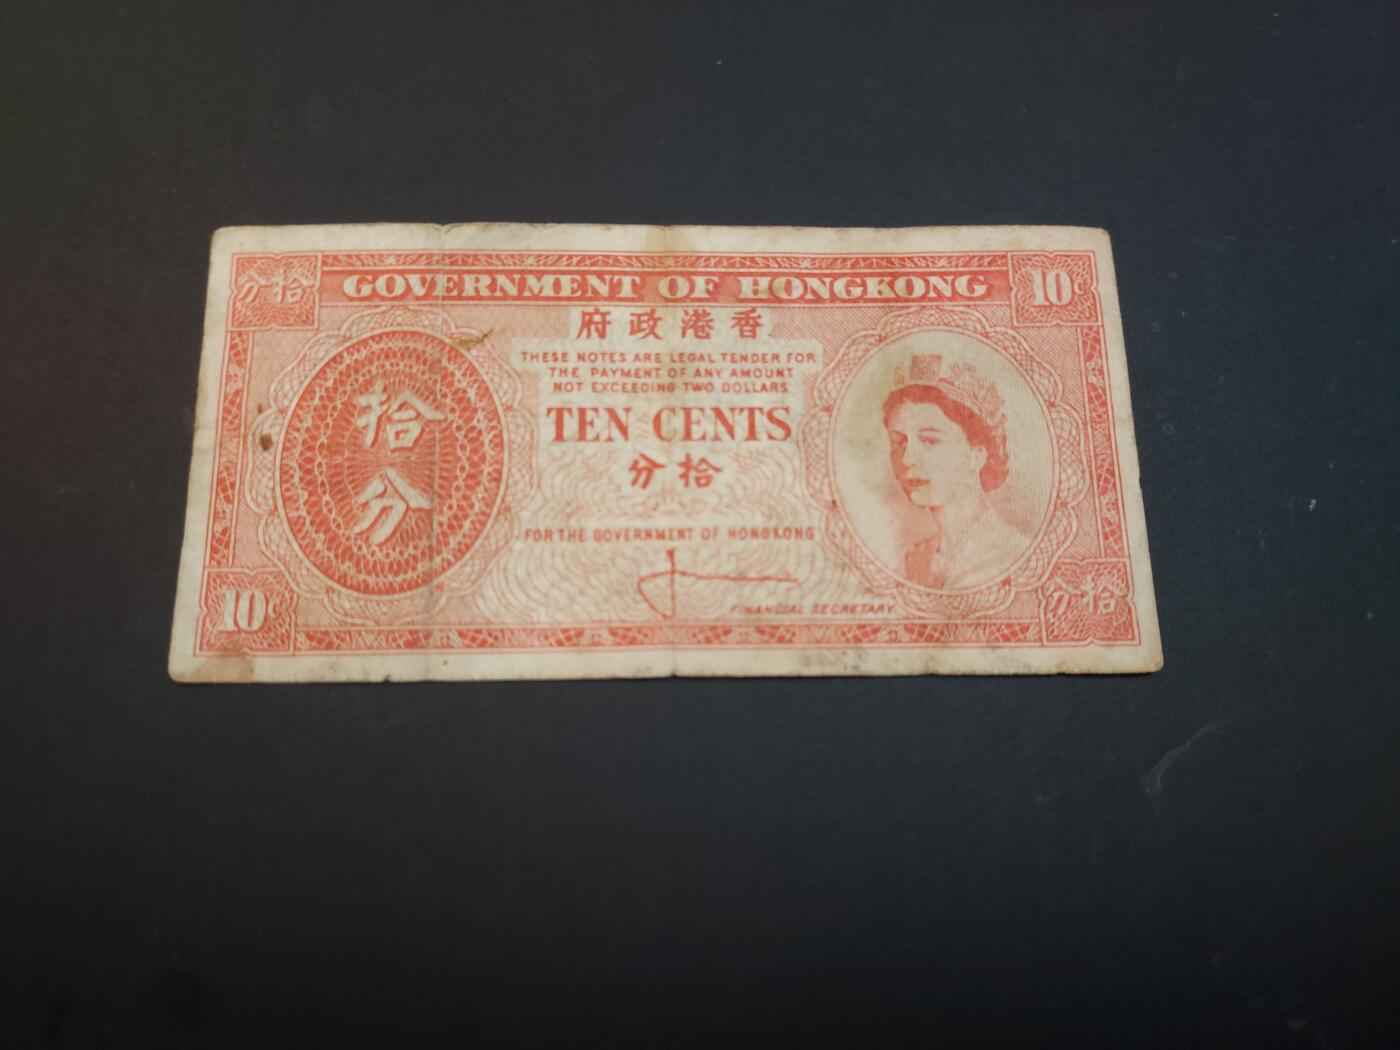 分拾
GOVERNMENT OF HONGKONG
10c
府政港香
THESE NOTES ARE LEGAL TENDER FOR
THE PAYMENT OF ANY AMOUNT
NOT EXCEEDING TWO DOLLARS
拾
分
TEN CENTS
分拾
FOR THE GOVERNMENT OF HONGKONG
FINANCIAL SECRETARY
10c
分拾